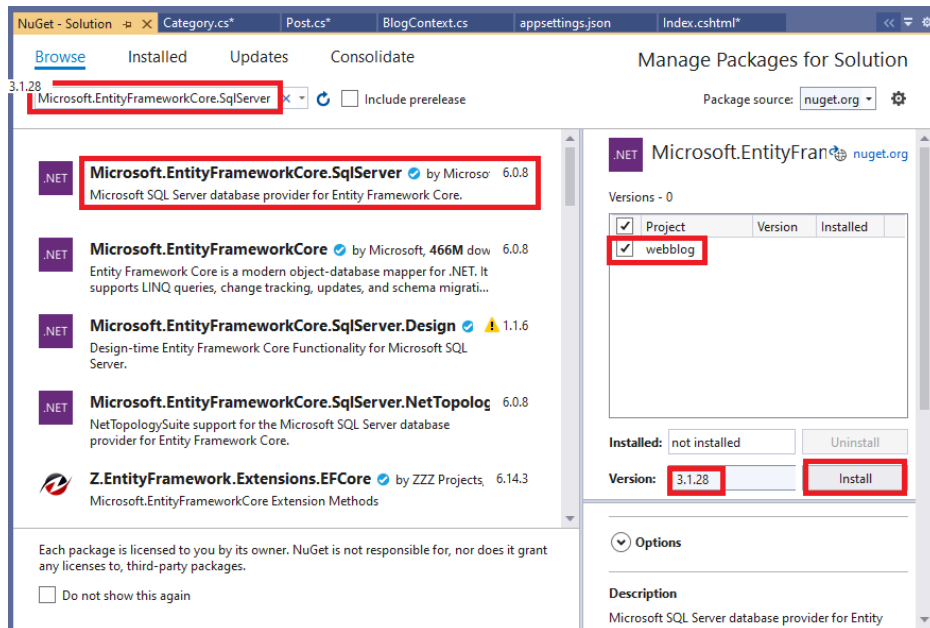 NuGet - Solution Category.cs* Post.cs* BlogContext.cs appsettings.json Index.cshtml*
Browse Installed Updates Consolidate Manage Packages for Solution
3.1.28
Microsoft.EntityFrameworkCore.SqlServer Include prerelease Package source: nuget.org
.NET Microsoft.EntityFrameworkCore.SqlServer by Microso 6.0.8
Microsoft SQL Server database provider for Entity Framework Core.
.NET Microsoft.EntityFrameworkCore by Microsoft, 466M dow 6.0.8
Entity Framework Core is a modern object-database mapper for .NET. It
supports LINQ queries, change tracking, updates, and schema migrati...
.NET Microsoft.EntityFrameworkCore.SqlServer.Design 1.1.6
Design-time Entity Framework Core Functionality for Microsoft SQL
Server.
.NET Microsoft.EntityFrameworkCore.SqlServer.NetTopolog 6.0.8
NetTopologySuite support for the Microsoft SQL Server database
provider for Entity Framework Core.
Z.EntityFramework.Extensions.EFCore by ZZZ Projects, 6.14.3
Microsoft.EntityFrameworkCore Extension Methods
Each package is licensed to you by its owner. NuGet is not responsible for, nor does it grant
any licenses to, third-party packages.
Do not show this again
.NET Microsoft.EntityFran nuget.org
Versions - 0
Project Version Installed
webblog
Installed: not installed Uninstall
Version: 3.1.28 Install
Options
Description
Microsoft SQL Server database provider for Entity